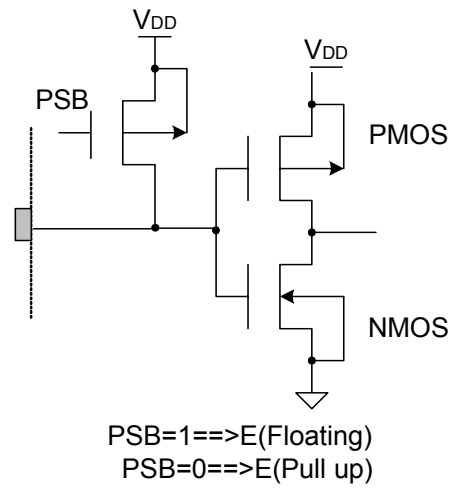 VDD
VDD
PSB
PMOS
NMOS
PSB=1==>E(Floating)
PSB=0==>E(Pull up)